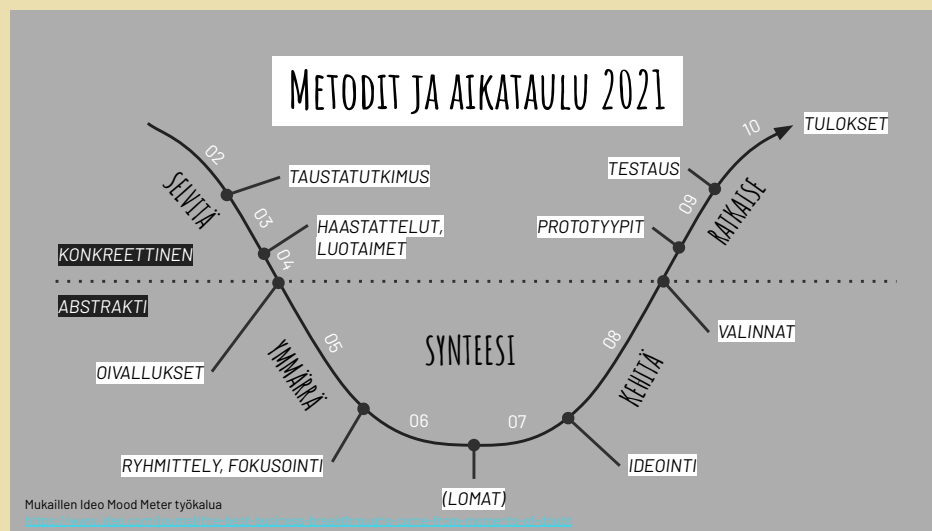 METODIT JA AIKATAULU 2021
TULOKSET
10
02
TESTAUS
TAUSTATUTKIMUS
SELVITÄ
09
RATKAISE
03
HAASTATTELUT,
LUOTAIMET
PROTOTYYPIT
KONKREETTINEN
04
ABSTRAKTI
VALINNAT
05
08
SYNTEESI
OIVALLUKSET
YMMÄRRÄ
KEHITÄ
06
07
RYHMITTELY, FOKUSOINTI
IDEOINTI
(LOMAT)
Mukaillen Ideo Mood Meter työkalua